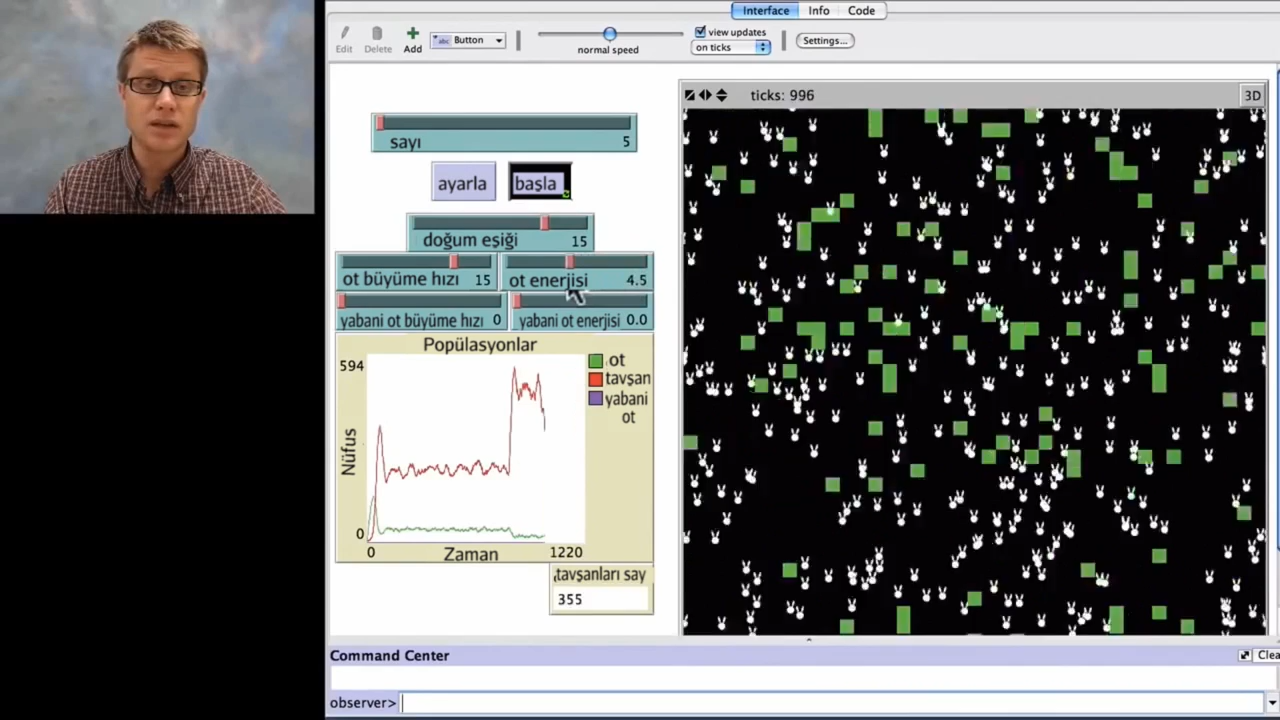 Interface Info Code
Edit Delete Add abc Button normal speed view updates on ticks Settings...
ticks: 996 3D
sayı 5
ayarla başla
doğum eşiği 15
ot büyüme hızı 15 ot enerjisi 4.5
yabani ot büyüme hızı 0 yabani ot enerjisi 0.0
Popülasyonlar
594
Nüfus
0
0 Zaman 1220
ot
tavşan
yabani
ot
tavşanları say
355
Command Center Clea
observer>